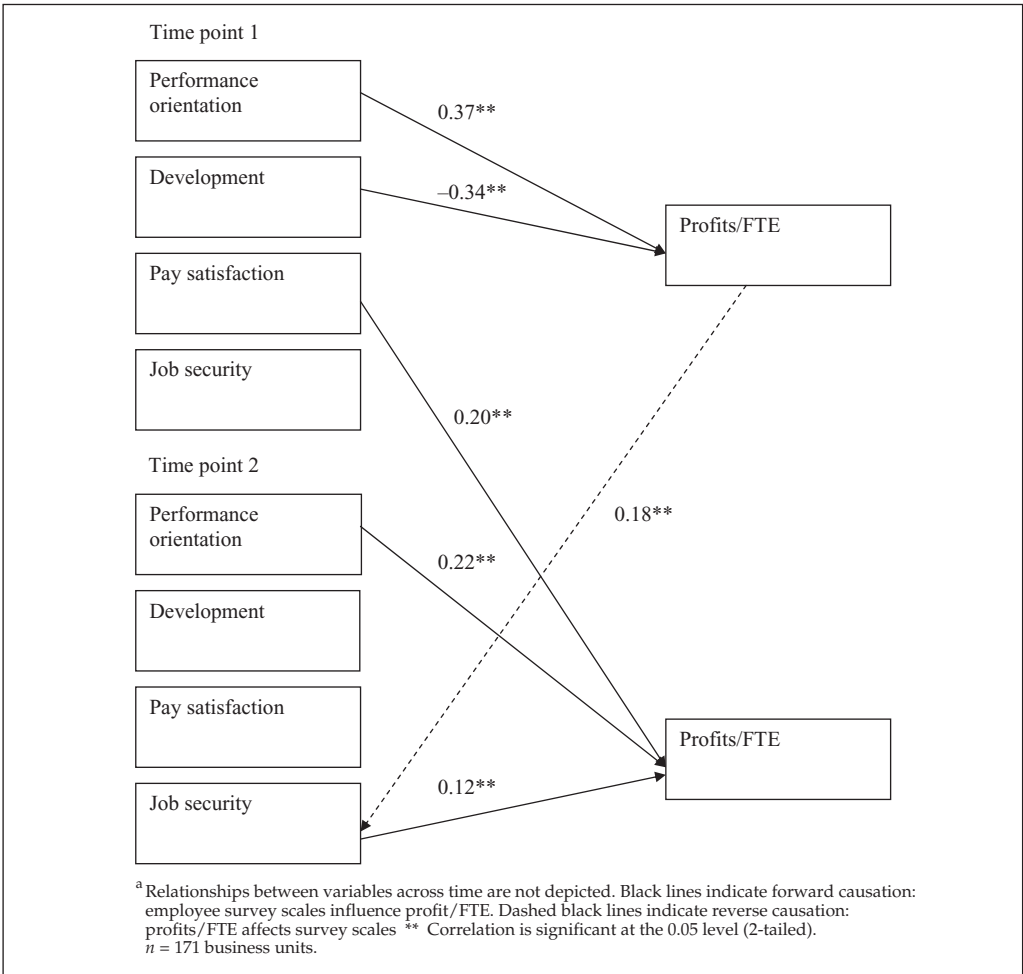 Time point 1
Performance
orientation
0.37**
Development
–0.34**
Profits/FTE
Pay satisfaction
Job security
0.20**
Time point 2
Performance
orientation
0.18**
0.22**
Development
Pay satisfaction
Profits/FTE
Job security
0.12**
a Relationships between variables across time are not depicted. Black lines indicate forward causation:
employee survey scales influence profit/FTE. Dashed black lines indicate reverse causation:
profits/FTE affects survey scales ** Correlation is significant at the 0.05 level (2-tailed).
n = 171 business units.